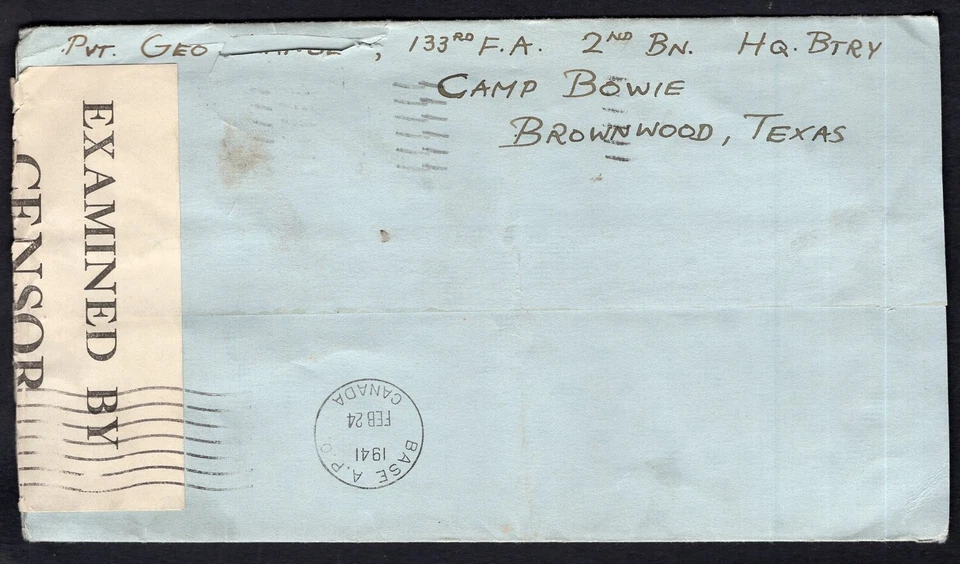 Pvt. Geo , 133RD F.A. 2ND Bn. Hq. Btry
Camp Bowie
Brownwood, Texas
EXAMINED BY
CENSOR
BASE A.P.O.
1941
FEB 24
CANADA